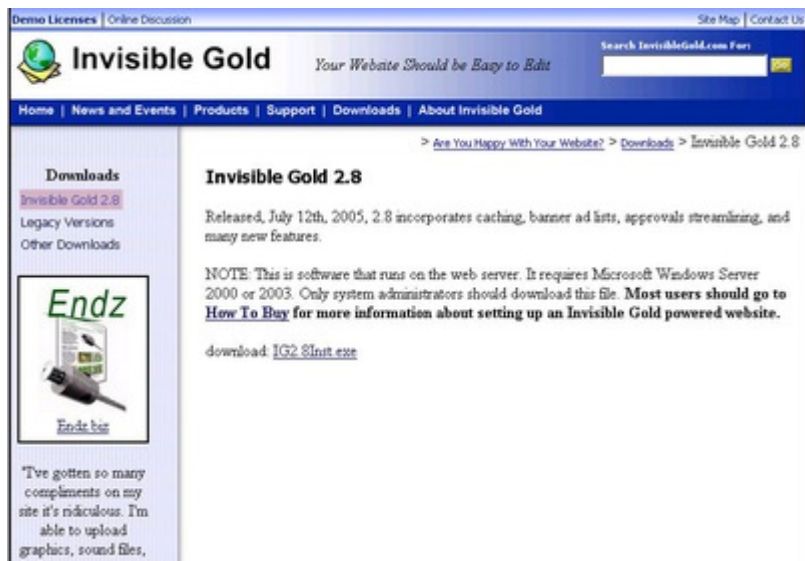 Demo Licenses | Online Discussion
Site Map | Contact Us
Invisible Gold
Your Website Should be Easy to Edit
Search InvisibleGold.com For:
Go
Home | News and Events | Products | Support | Downloads | About Invisible Gold
> Are You Happy With Your Website? > Downloads > Invisible Gold 2.8
Downloads
Invisible Gold 2.8
Legacy Versions
Other Downloads
Endz
Endz.biz
"I've gotten so many
compliments on my
site it's ridiculous. I'm
able to upload
graphics, sound files,
Invisible Gold 2.8
Released, July 12th, 2005, 2.8 incorporates caching, banner ad lists, approvals streamlining, and
many new features.
NOTE: This is software that runs on the web server. It requires Microsoft Windows Server
2000 or 2003. Only system administrators should download this file. Most users should go to
How To Buy for more information about setting up an Invisible Gold powered website.
download: IG2 8Inst.exe